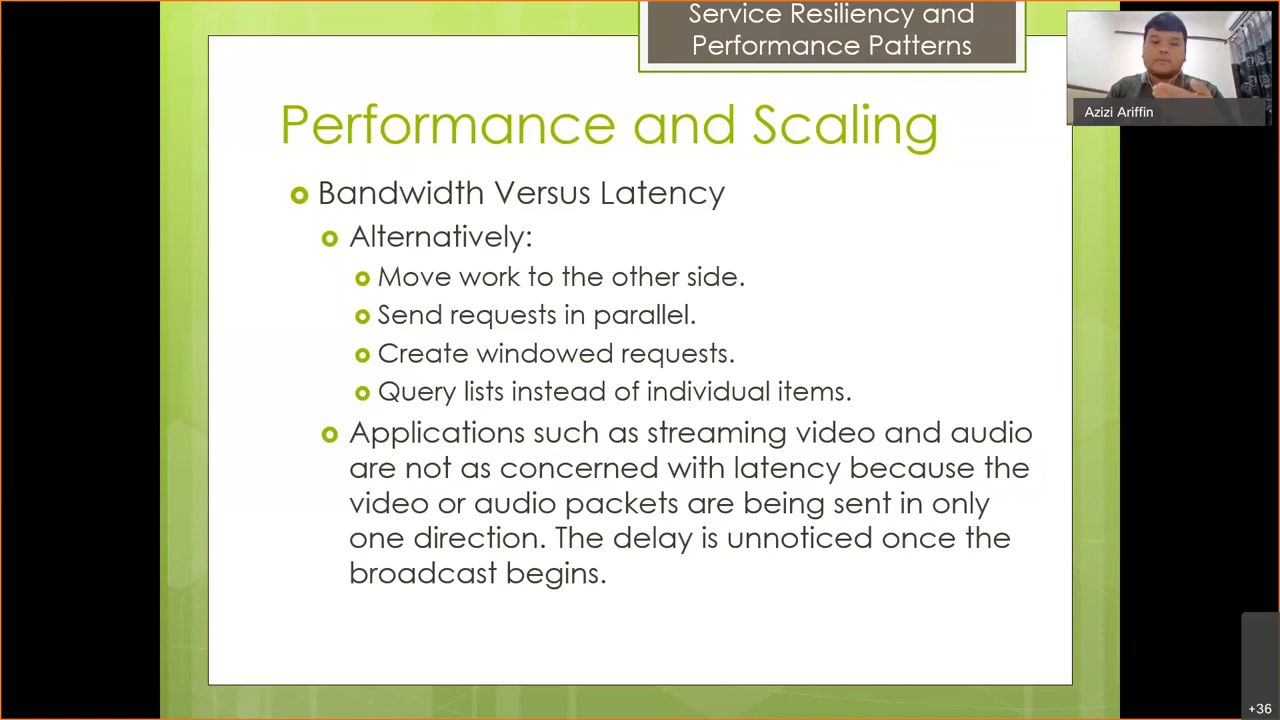 Service Resiliency and
Performance Patterns
Azizi Ariffin
Performance and Scaling
Bandwidth Versus Latency
Alternatively:
Move work to the other side.
Send requests in parallel.
Create windowed requests.
Query lists instead of individual items.
Applications such as streaming video and audio
are not as concerned with latency because the
video or audio packets are being sent in only
one direction. The delay is unnoticed once the
broadcast begins.
+36